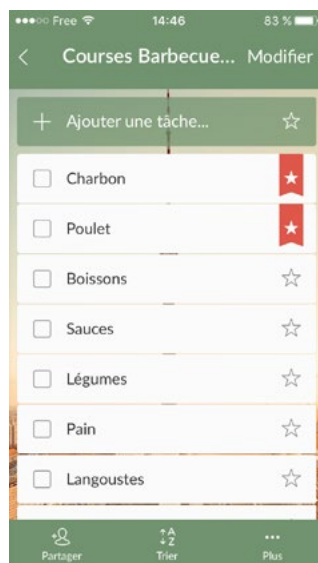 Free 14:46 83 %
Courses Barbecue... Modifier
Ajouter une tâche...
Charbon
Poulet
Boissons
Sauces
Légumes
Pain
Langoustes
Partager Trier Plus